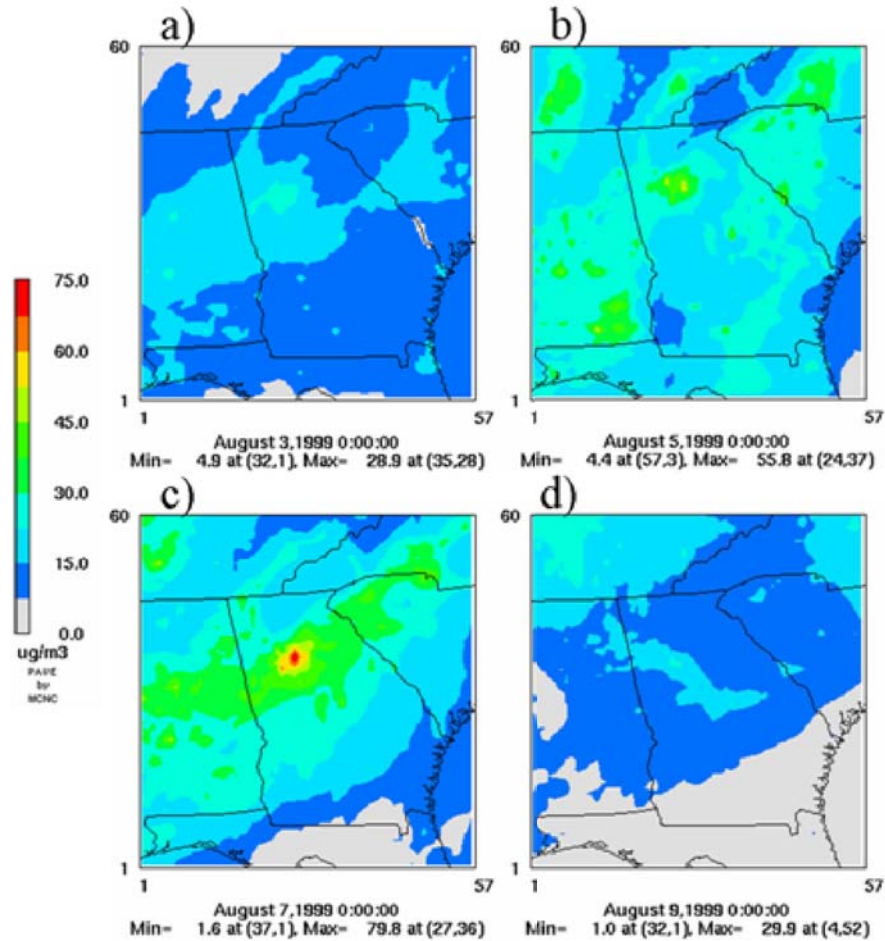 a)
60
1
1
57
August 3,1999 0:00:00
Min= 4.9 at (32,1), Max= 28.9 at (35,28)
b)
60
1
1
57
August 5,1999 0:00:00
Min= 4.4 at (57,3), Max= 55.8 at (24,37)
75.0
60.0
45.0
30.0
15.0
0.0
ug/m3
PAVE
by
MCNC
c)
60
1
1
57
August 7,1999 0:00:00
Min= 1.6 at (37,1) Max= 79.8 at (27,36)
d)
60
1
1
57
August 9,1999 0:00:00
Min= 1.0 at (32,1) Max= 29.9 at (4,52)